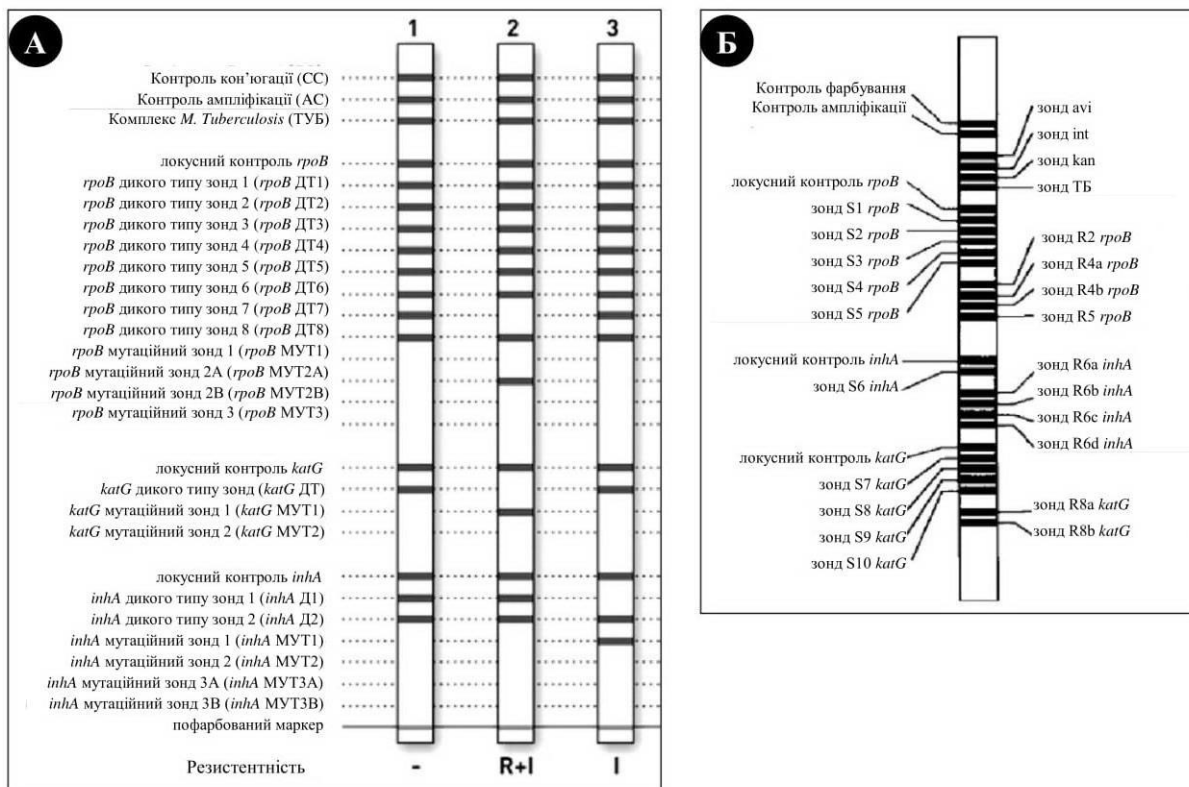 А
1 2 3
Контроль кон’югації (СС)
Контроль ампліфікації (АС)
Комплекс M. Tuberculosis (ТУБ)
локусний контроль rpoB
rpoB дикого типу зонд 1 (rpoB ДТ1)
rpoB дикого типу зонд 2 (rpoB ДТ2)
rpoB дикого типу зонд 3 (rpoB ДТ3)
rpoB дикого типу зонд 4 (rpoB ДТ4)
rpoB дикого типу зонд 5 (rpoB ДТ5)
rpoB дикого типу зонд 6 (rpoB ДТ6)
rpoB дикого типу зонд 7 (rpoB ДТ7)
rpoB дикого типу зонд 8 (rpoB ДТ8)
rpoB мутаційний зонд 1 (rpoB МУТ1)
rpoB мутаційний зонд 2А (rpoB МУТ2А)
rpoB мутаційний зонд 2В (rpoB МУТ2В)
rpoB мутаційний зонд 3 (rpoB МУТ3)
локусний контроль katG
katG дикого типу зонд (katG ДТ)
katG мутаційний зонд 1 (katG МУТ1)
katG мутаційний зонд 2 (katG МУТ2)
локусний контроль inhA
inhA дикого типу зонд 1 (inhA Д1)
inhA дикого типу зонд 2 (inhA Д2)
inhA мутаційний зонд 1 (inhA МУТ1)
inhA мутаційний зонд 2 (inhA МУТ2)
inhA мутаційний зонд 3А (inhA МУТ3А)
inhA мутаційний зонд 3В (inhA МУТ3В)
пофарбований маркер
Резистентність - R+I I
Б
Контроль фарбування
Контроль ампліфікації
зонд avi
зонд int
зонд kan
зонд ТБ
локусний контроль rpoB
зонд S1 rpoB
зонд S2 rpoB
зонд S3 rpoB
зонд S4 rpoB
зонд S5 rpoB
зонд R2 rpoB
зонд R4a rpoB
зонд R4b rpoB
зонд R5 rpoB
локусний контроль inhA
зонд S6 inhA
зонд R6a inhA
зонд R6b inhA
зонд R6c inhA
зонд R6d inhA
локусний контроль katG
зонд S7 katG
зонд S8 katG
зонд S9 katG
зонд S10 katG
зонд R8a katG
зонд R8b katG